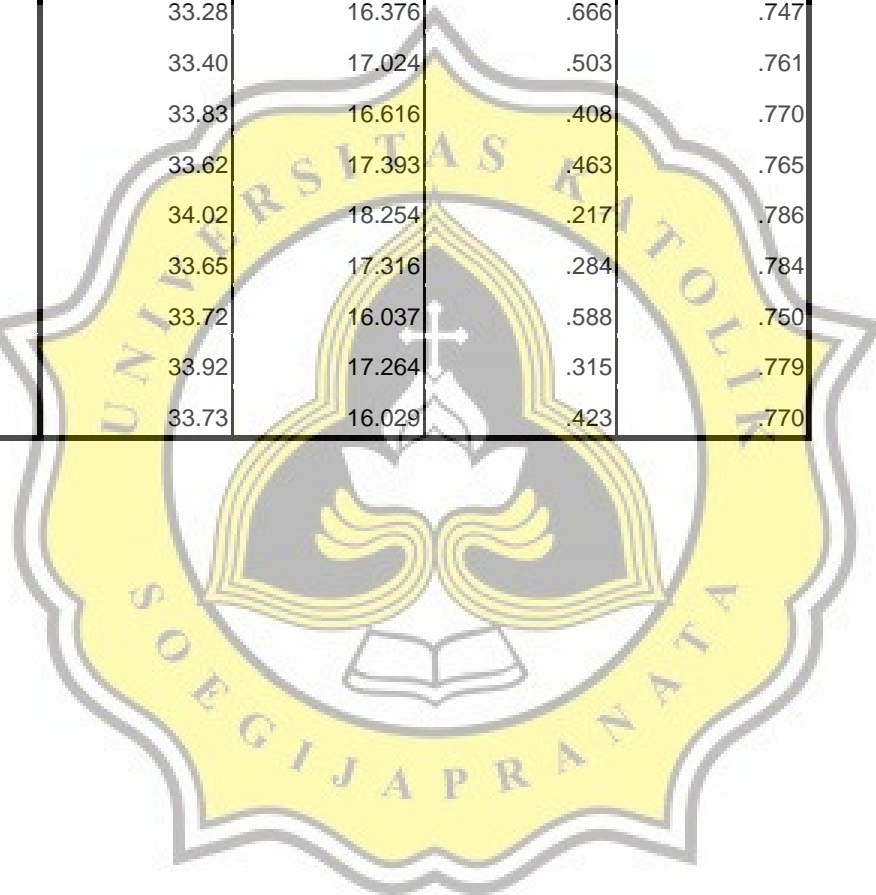 33.28 16.376 .666 .747
33.40 17.024 .503 .761
33.83 16.616 .408 .770
33.62 17.393 .463 .765
34.02 18.254 .217 .786
33.65 17.316 .284 .784
33.72 16.037 .588 .750
33.92 17.264 .315 .779
33.73 16.029 .423 .770
UNIVERSITAS KATOLIK
SOEGIJAPRANATA